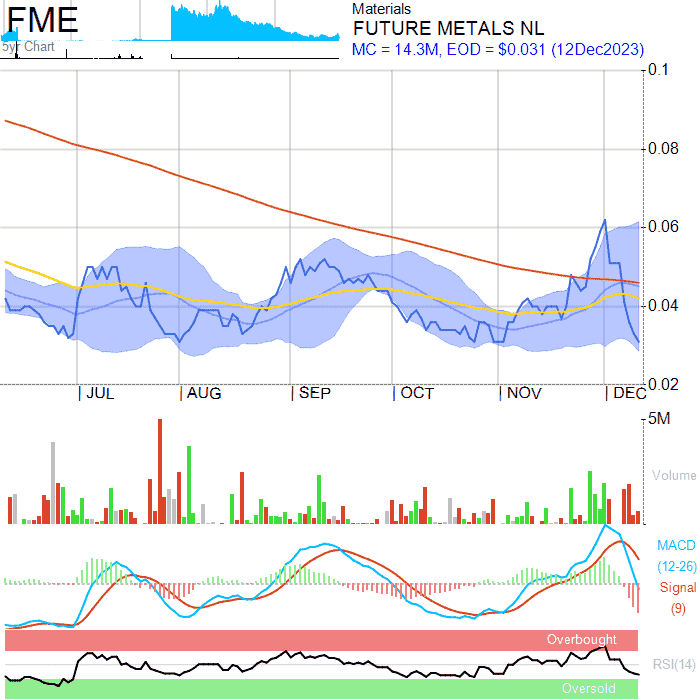 FME
5yr Chart
Materials
FUTURE METALS NL
MC = 14.3M, EOD = $0.031 (12Dec2023)
0.1
0.08
0.06
0.04
0.02
JUL AUG SEP OCT NOV DEC
5M
Volume
MACD
(12-26)
Signal
(9)
Overbought
RSI(14)
Oversold